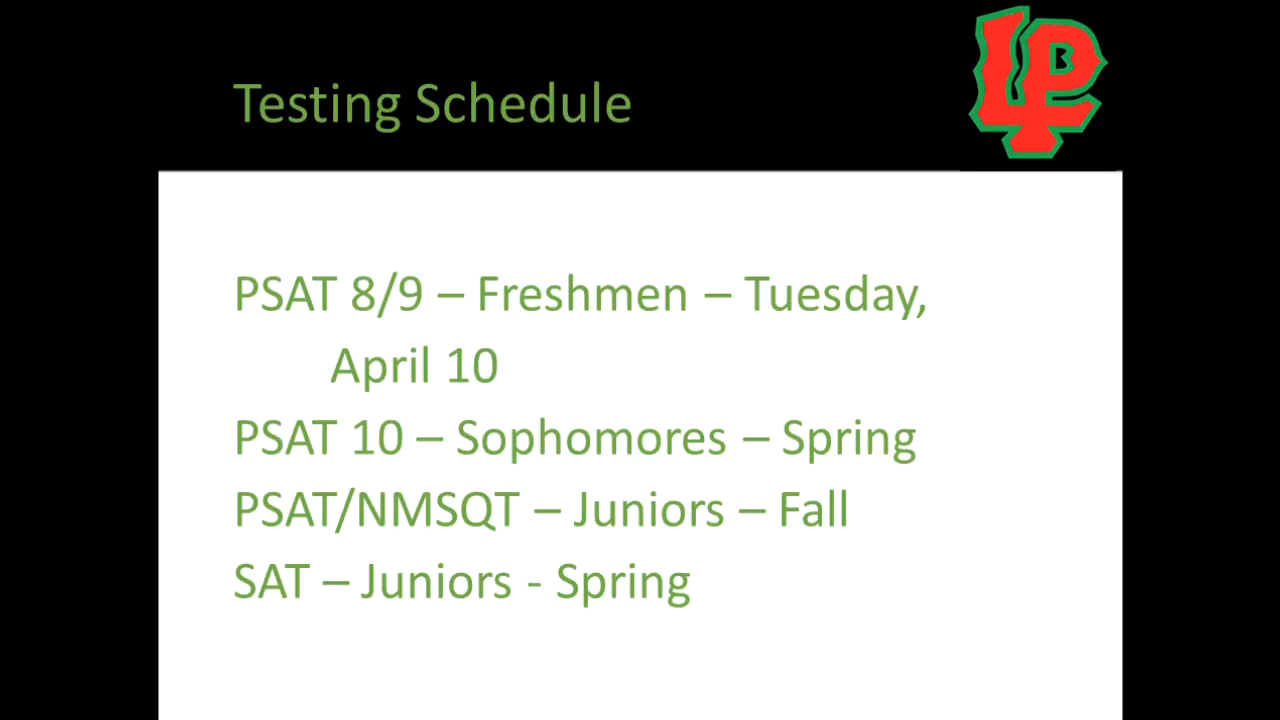 LP
B
Testing Schedule
PSAT 8/9 – Freshmen – Tuesday,
April 10
PSAT 10 – Sophomores – Spring
PSAT/NMSQT – Juniors – Fall
SAT – Juniors - Spring